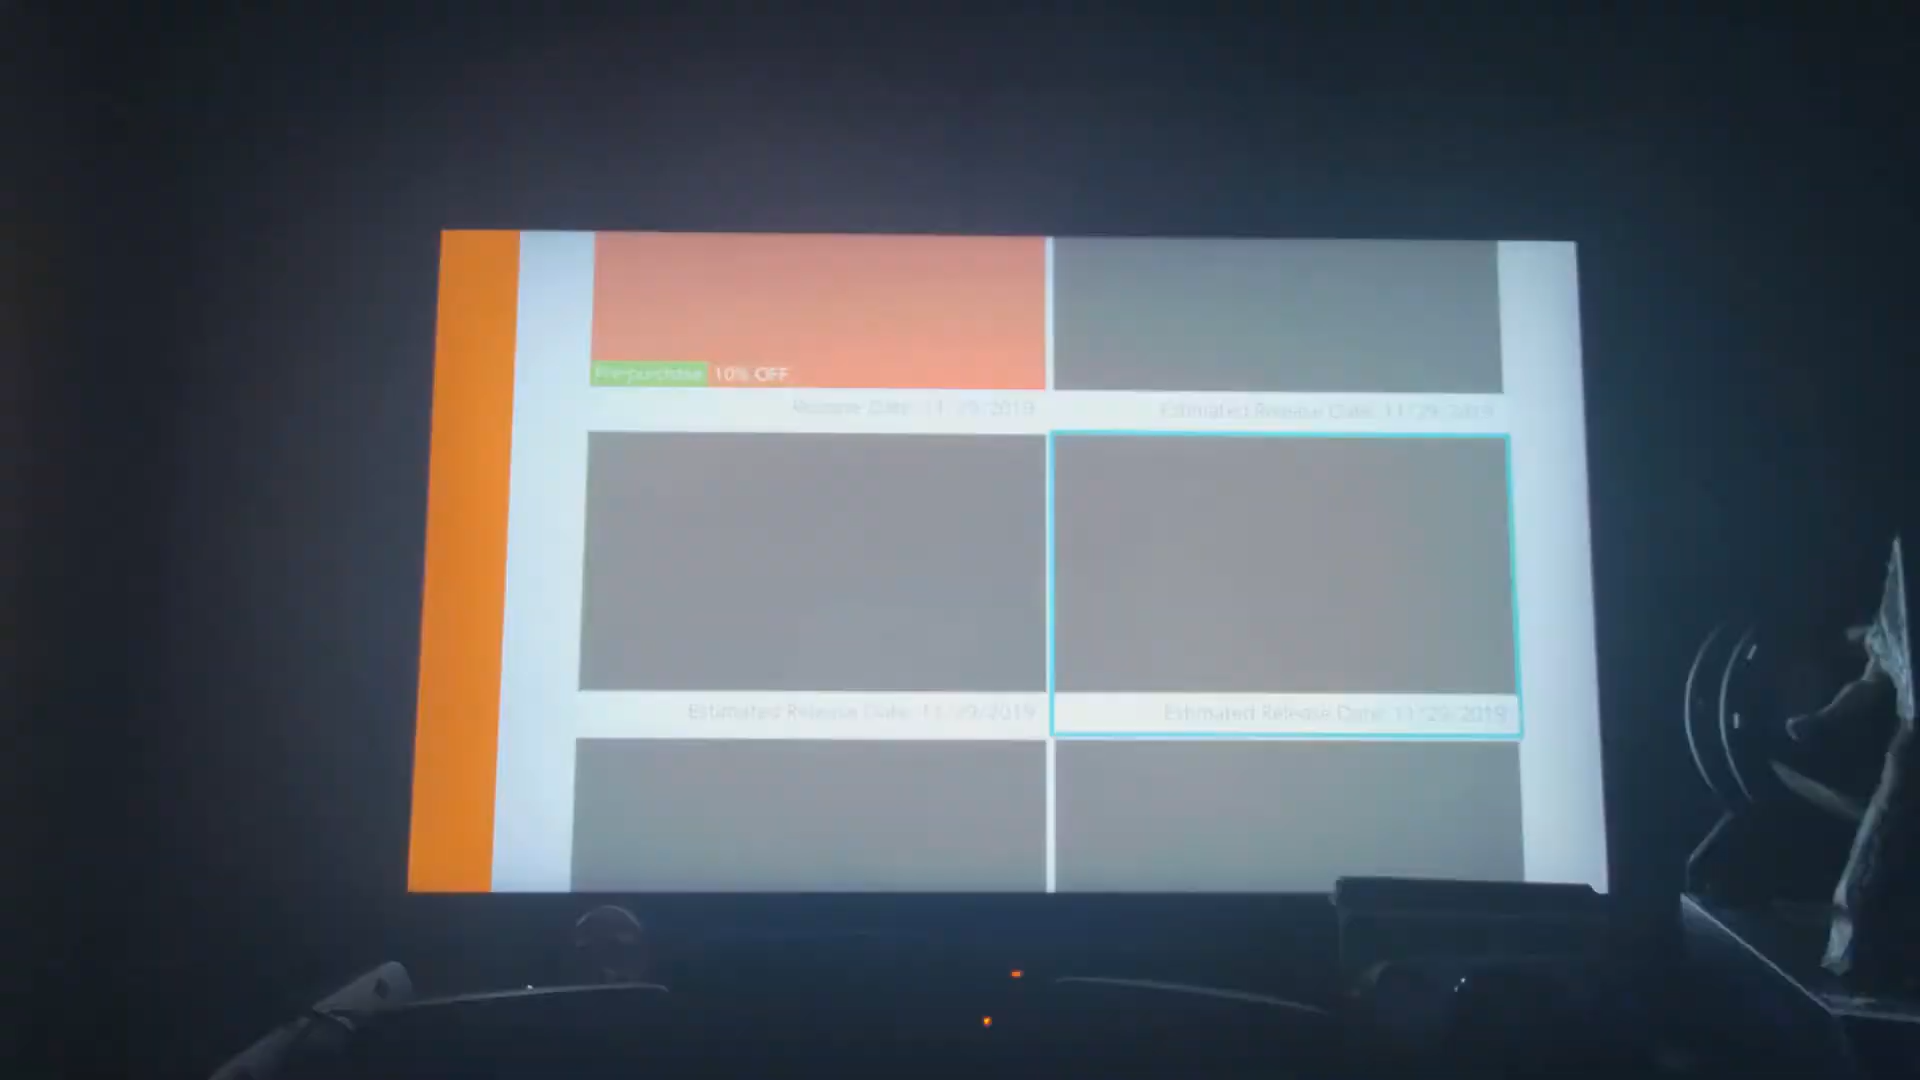 Pre-purchase 10% OFF
Release Date: 11/29/2019
Estimated Release Date: 11/29/2019
Estimated Release Date: 11/29/2019
Estimated Release Date: 11/29/2019